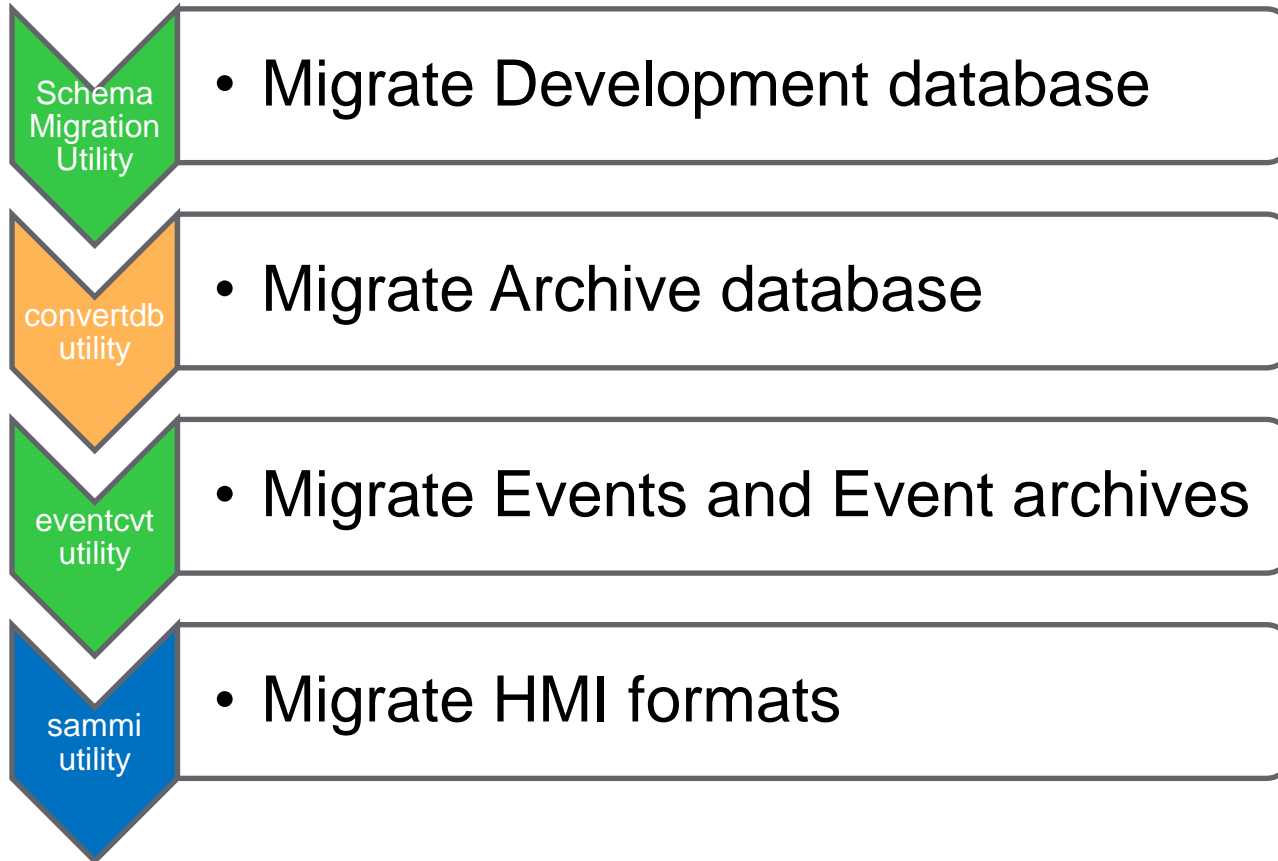 Schema
Migration
Utility
• Migrate Development database
convertdb
utility
• Migrate Archive database
eventcvt
utility
• Migrate Events and Event archives
sammi
utility
• Migrate HMI formats